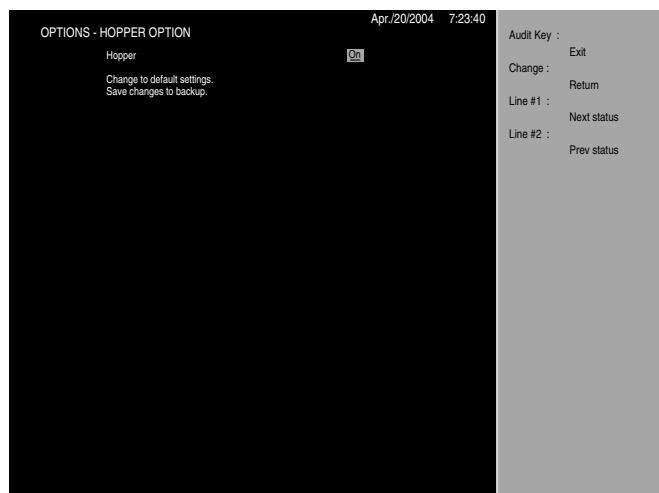 Apr./20/2004 7:23:40
OPTIONS - HOPPER OPTION
Hopper On
Change to default settings.
Save changes to backup.
Audit Key :
Exit
Change :
Return
Line #1 :
Next status
Line #2 :
Prev status